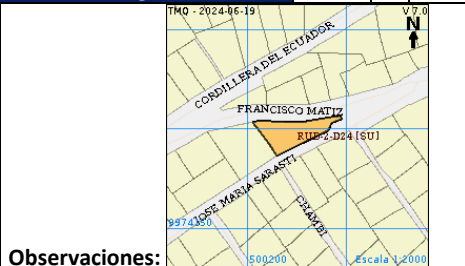 TMQ - 2024-06-19
V 7.0
N
CORDILLERA DEL ECUADOR
FRANCISCO MATIZ
RUB-2-D24 [SU]
JOSE MARIA SARASTI
CHAMBI
9974350
500200
Escala 1:2000
Observaciones: